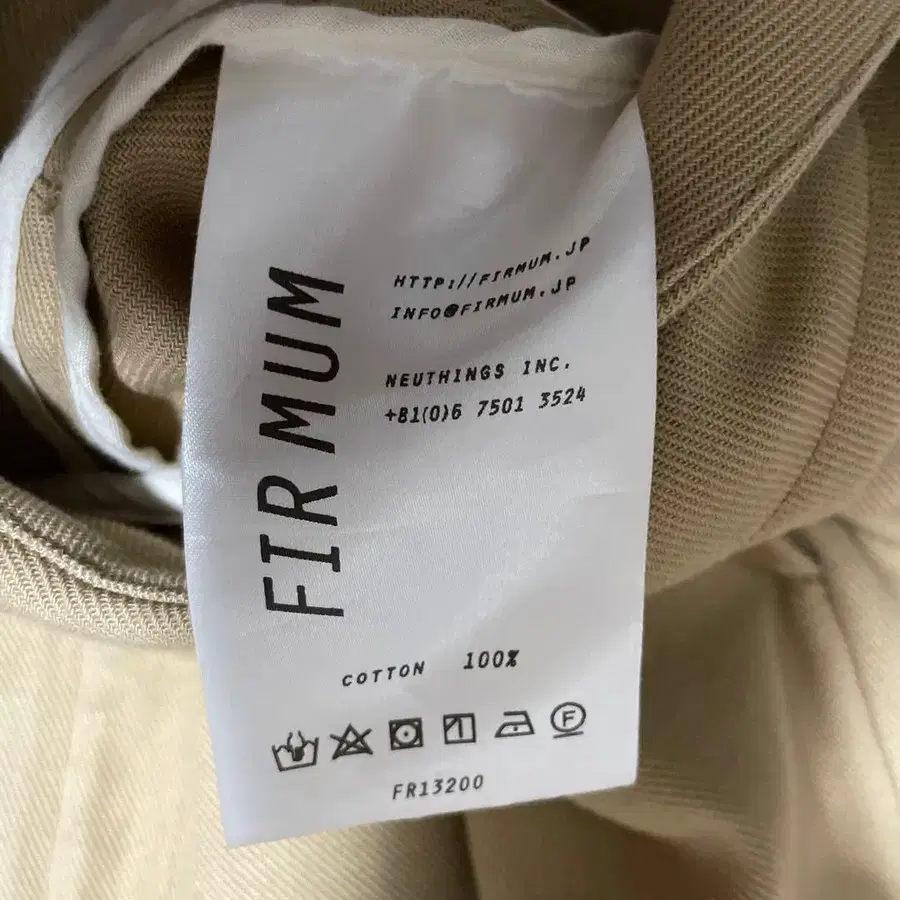 FIRMUM
HTTP://FIRMUM.JP
INFO@FIRMUM.JP
NEUTHINGS INC.
+81(0)6 7501 3524
COTTON 100%
F
FR13200